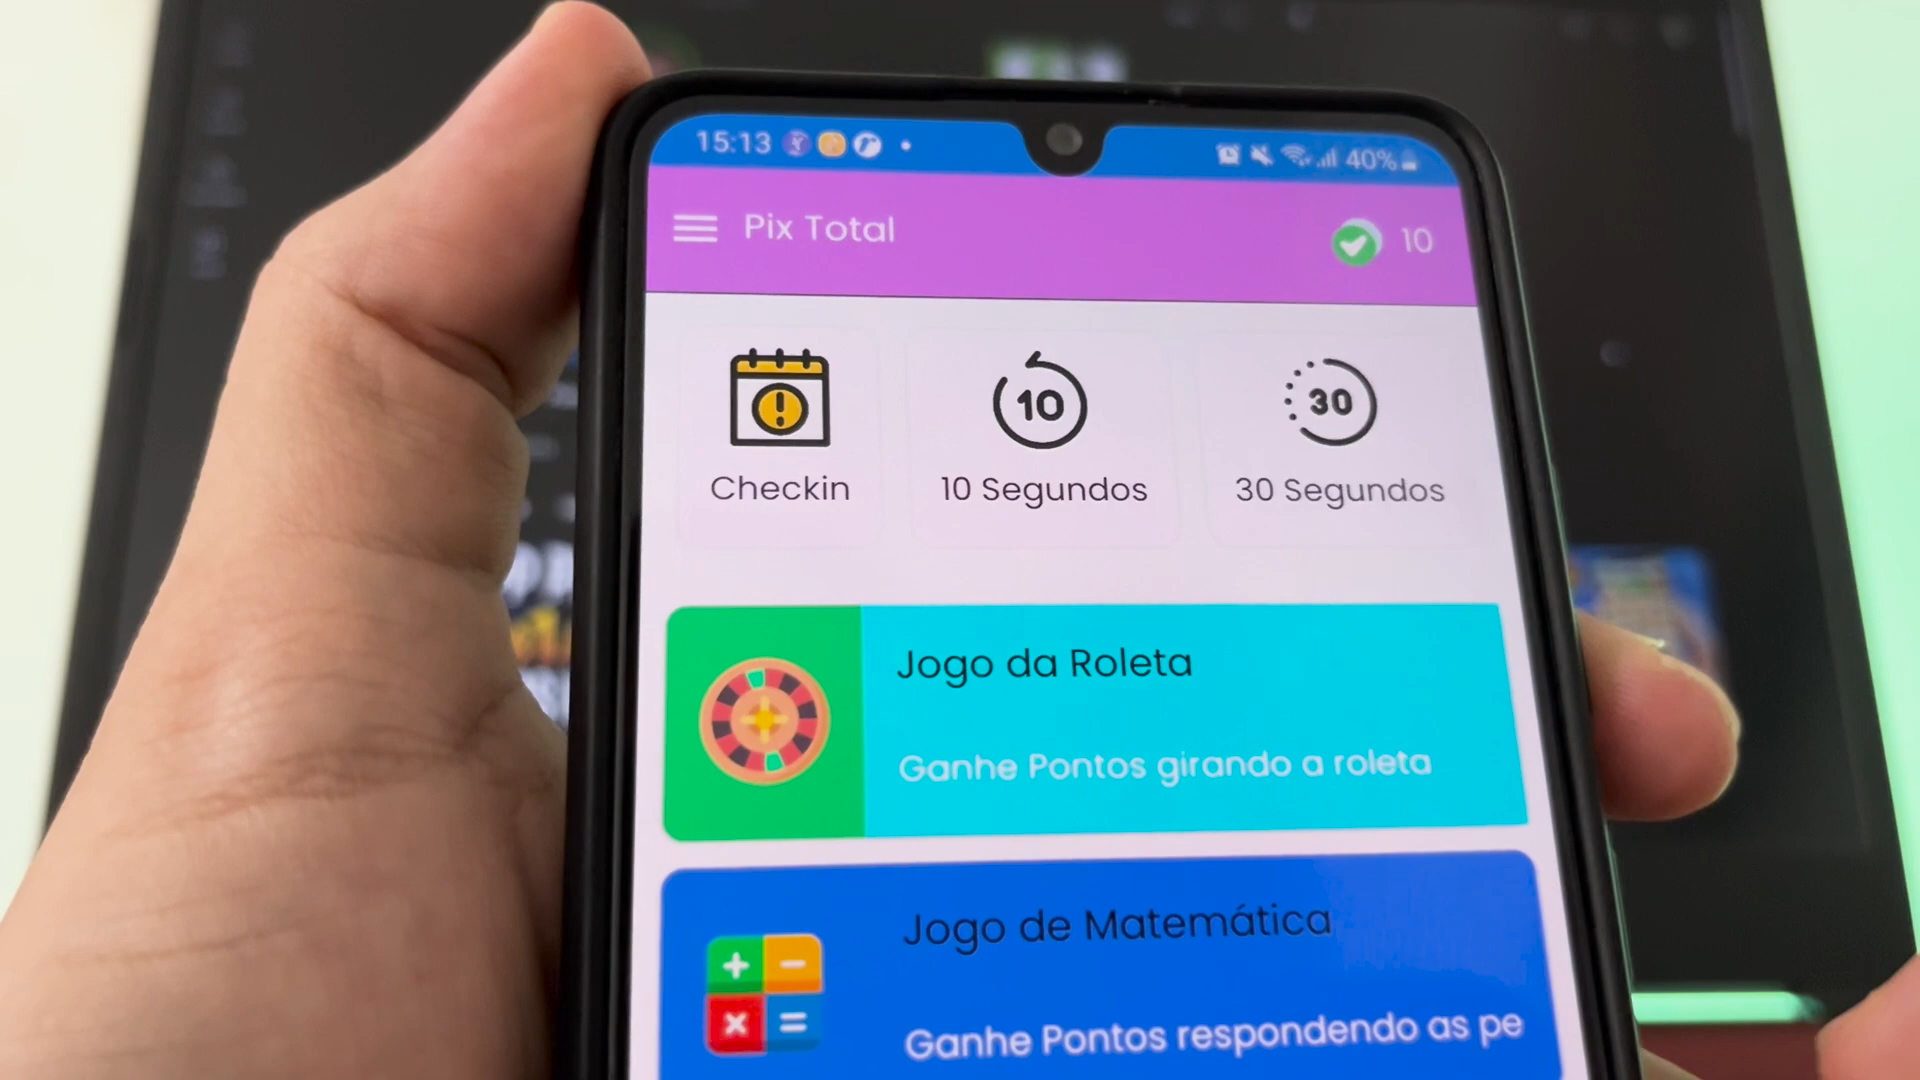 15:13
40%
Pix Total
10
Checkin
10
10 Segundos
30
30 Segundos
Jogo da Roleta
Ganhe Pontos girando a roleta
Jogo de Matemática
Ganhe Pontos respondendo as pe